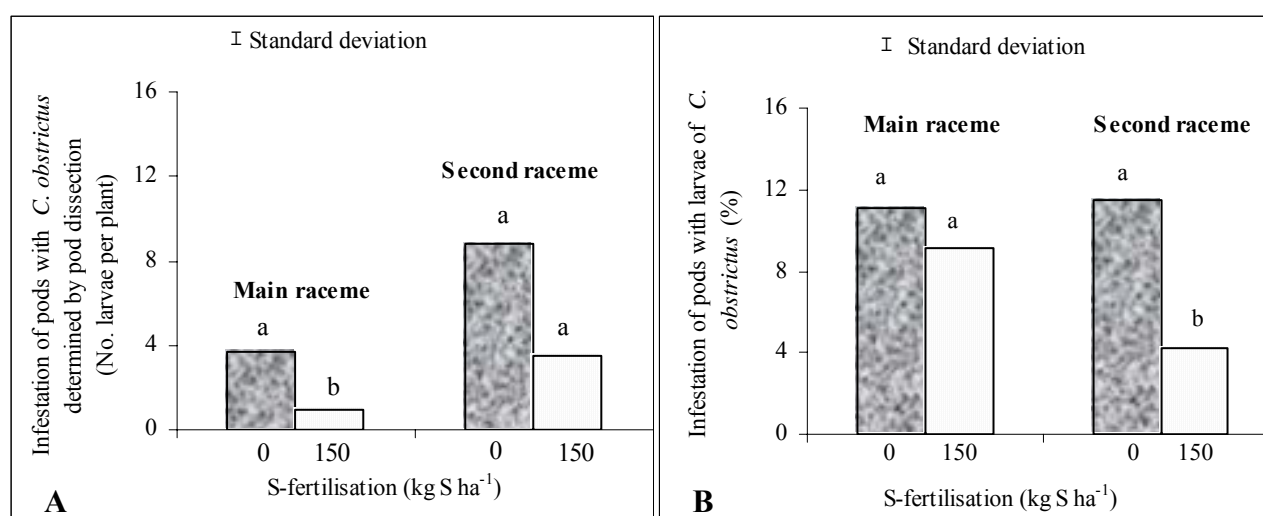 Standard deviation
Infestation of pods with C. obstrictus
determined by pod dissection
(No. larvae per plant)
16
12
8
4
0
Main raceme
Second raceme
a
b
a
a
0
150
0
150
S-fertilisation (kg S ha⁻¹)
A
Standard deviation
Infestation of pods with larvae of C.
obstrictus (%)
16
12
8
4
0
Main raceme
Second raceme
a
a
a
b
0
150
0
150
S-fertilisation (kg S ha⁻¹)
B